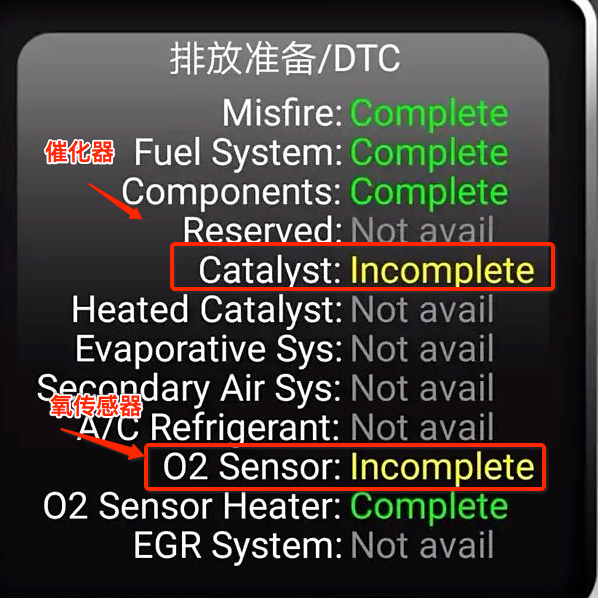 排放准备/DTC
Misfire: Complete
催化器
Fuel System: Complete
Components: Complete
Reserved: Not avail
Catalyst: Incomplete
Heated Catalyst: Not avail
Evaporative Sys: Not avail
Secondary Air Sys: Not avail
氧传感器
A/C Refrigerant: Not avail
O2 Sensor: Incomplete
O2 Sensor Heater: Complete
EGR System: Not avail